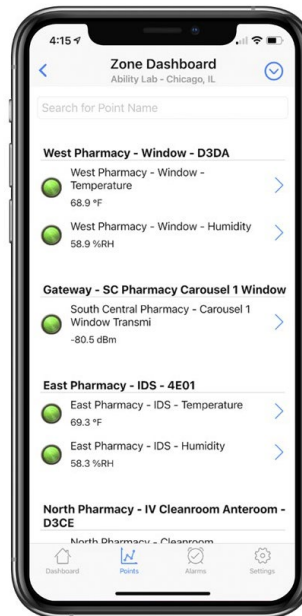 4:15
Zone Dashboard
Ability Lab - Chicago, IL
Search for Point Name
West Pharmacy - Window - D3DA
West Pharmacy - Window -
Temperature
68.9 °F
West Pharmacy - Window - Humidity
58.9 %RH
Gateway - SC Pharmacy Carousel 1 Window
South Central Pharmacy - Carousel 1
Window Transmi
-80.5 dBm
East Pharmacy - IDS - 4E01
East Pharmacy - IDS - Temperature
69.3 °F
East Pharmacy - IDS - Humidity
58.3 %RH
North Pharmacy - IV Cleanroom Anteroom -
D3CE
North Pharmacy - Cleanroom
Dashboard
Points
Alarms
Settings